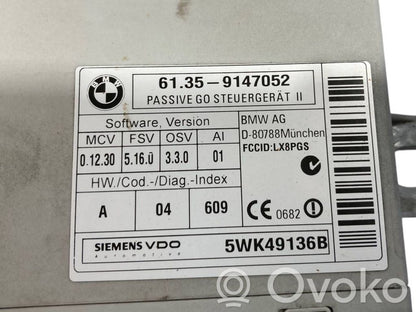 BMW
61.35-9147052
PASSIVE GO STEUERGERÄT II
Software, Version
MCV FSV OSV AI
0.12.30 5.16.0 3.3.0 01
HW./Cod.-/Diag.-Index
A 04 609
BMW AG
D-80788München
FCCID:LX8PGS
CE 0682 !
SIEMENS VDO
Automotive
5WK49136B
Ovoko